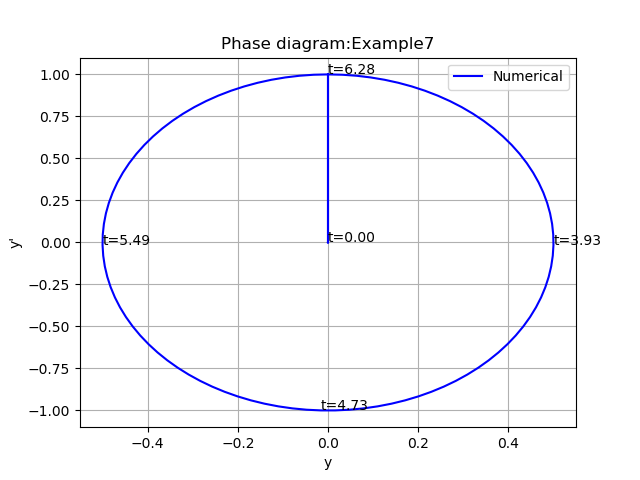 Phase diagram:Example7
Numerical
t=6.28
t=0.00
t=5.49
t=3.93
t=4.73
1.00
0.75
0.50
0.25
0.00
−0.25
−0.50
−0.75
−1.00
y'
−0.4
−0.2
0.0
0.2
0.4
y